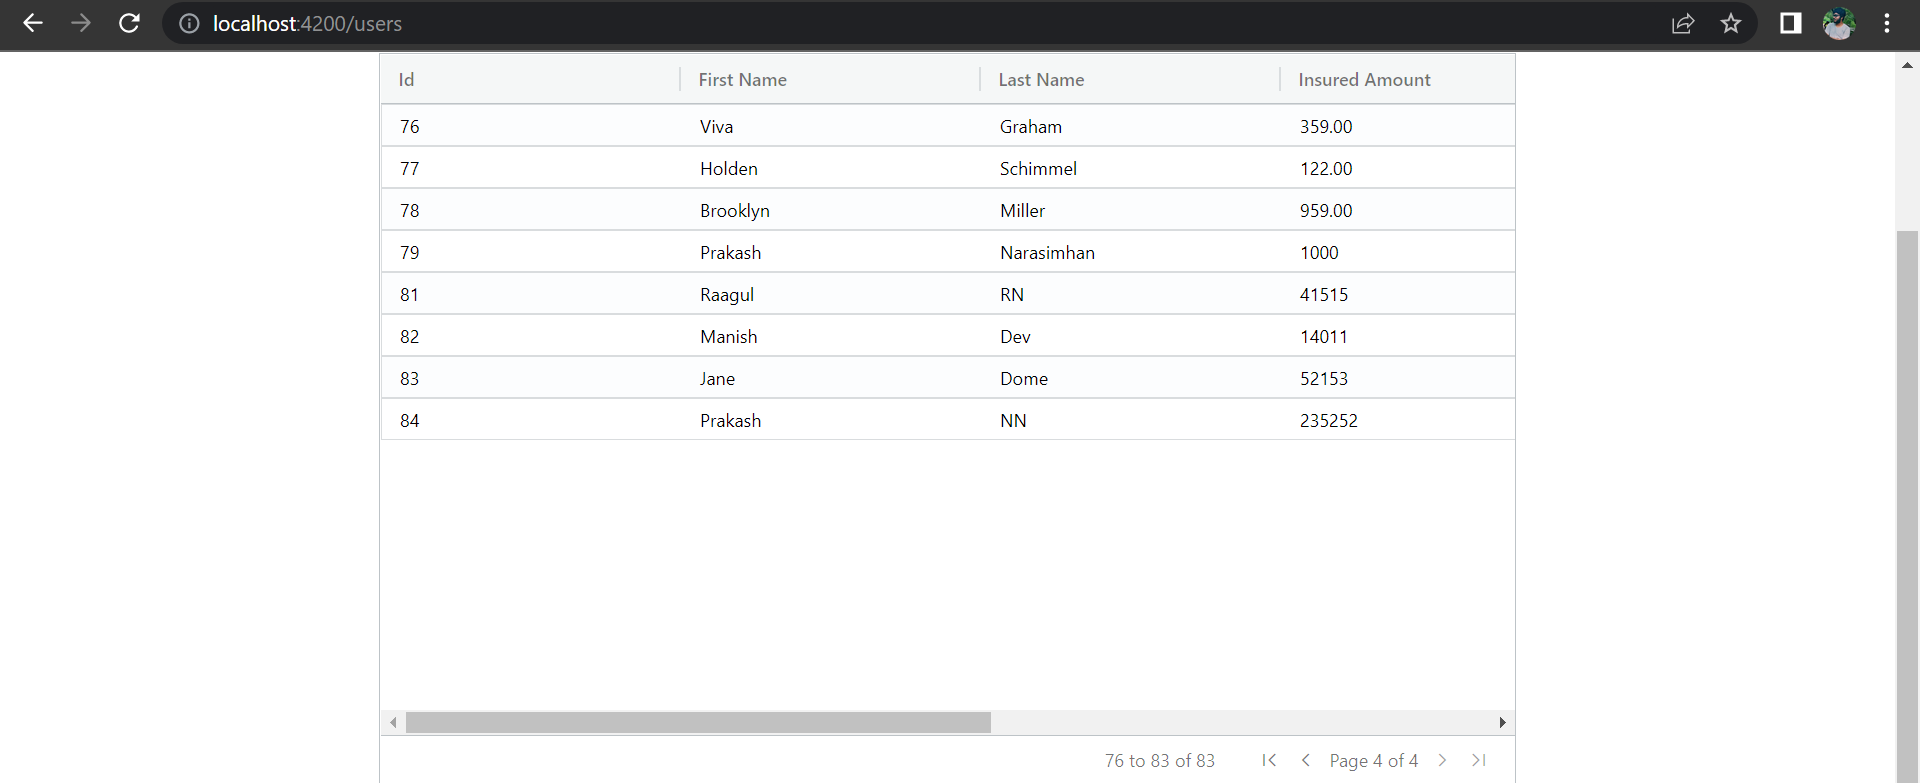 localhost:4200/users
Id First Name Last Name Insured Amount
76 Viva Graham 359.00
77 Holden Schimmel 122.00
78 Brooklyn Miller 959.00
79 Prakash Narasimhan 1000
81 Raagul RN 41515
82 Manish Dev 14011
83 Jane Dome 52153
84 Prakash NN 235252
76 to 83 of 83 Page 4 of 4